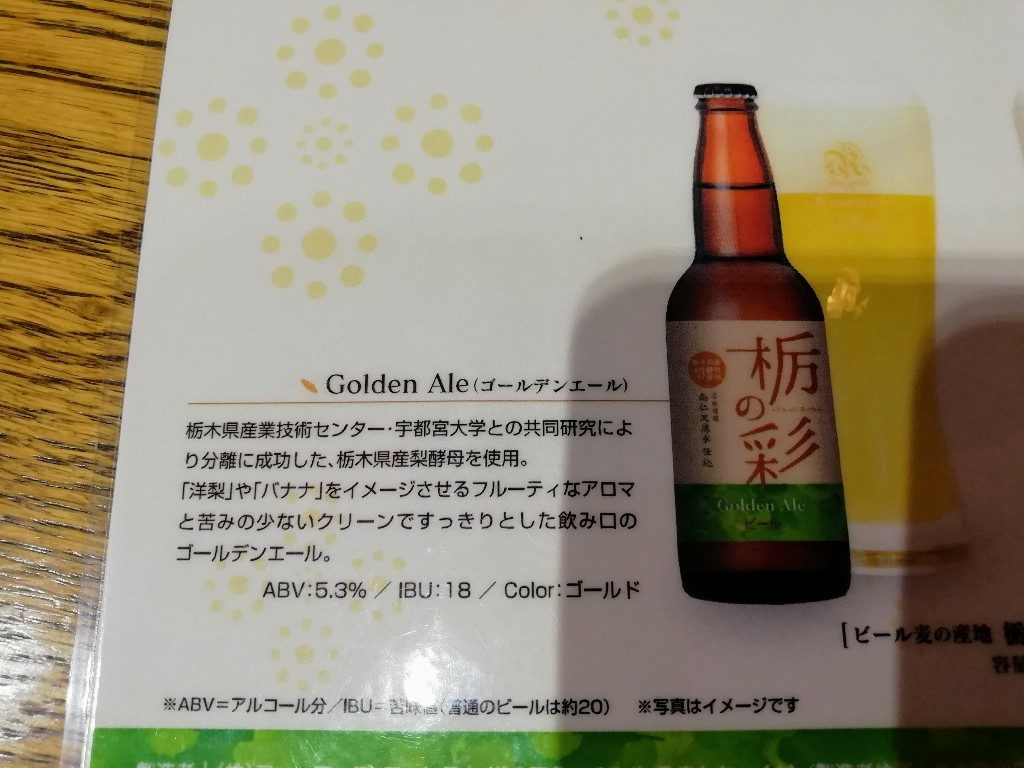 Golden Ale(ゴールデンエール)
栃木県産業技術センター・宇都宮大学との共同研究によ
り分離に成功した、栃木県産梨酵母を使用。
「洋梨」や「バナナ」をイメージさせるフルーティなアロマ
と苦みの少ないクリーンですっきりとした飲み口の
ゴールデンエール。
ABV:5.3% / IBU:18 / Color:ゴールド
栃の彩
Golden Ale
ビール
[ビール麦の産地 栃
容量
※ABV=アルコール分/IBU=苦味価(普通のビールは約20) ※写真はイメージです